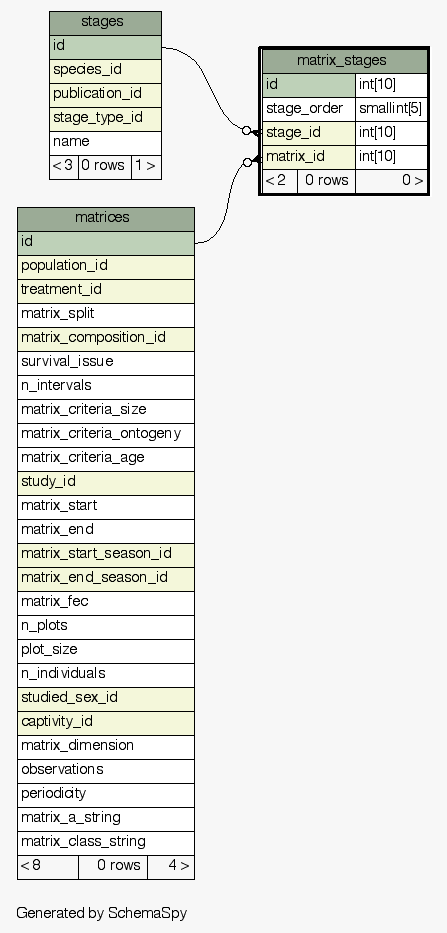 stages
id
species_id
publication_id
stage_type_id
name
< 3 0 rows 1 >
matrix_stages
id int[10]
stage_order smallint[5]
stage_id int[10]
matrix_id int[10]
< 2 0 rows 0 >
matrices
id
population_id
treatment_id
matrix_split
matrix_composition_id
survival_issue
n_intervals
matrix_criteria_size
matrix_criteria_ontogeny
matrix_criteria_age
study_id
matrix_start
matrix_end
matrix_start_season_id
matrix_end_season_id
matrix_fec
n_plots
plot_size
n_individuals
studied_sex_id
captivity_id
matrix_dimension
observations
periodicity
matrix_a_string
matrix_class_string
< 8 0 rows 4 >
Generated by SchemaSpy